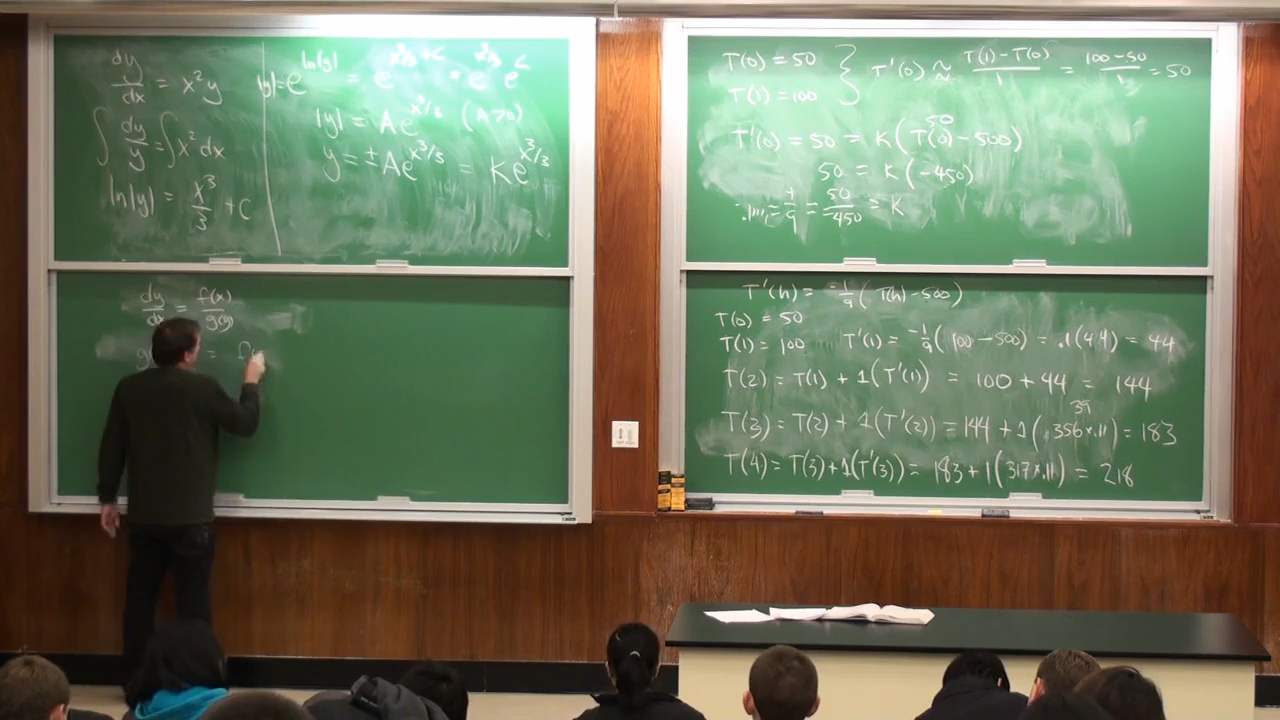 dy/dx = x²y
∫ dy/y = ∫ x² dx
ln|y| = x³/3 + C
|y| = e^(ln|y|) = e^(x³/3 + C) = e^(x³/3) e^C
|y| = A e^(x³/3) (A>0)
y = ±A e^(x³/3) = K e^(x³/3)
dy/dx = f(x)/g(y)
g = f(
T(0) = 50
T(1) = 100
} T'(0) ≈ (T(1) - T(0))/1 = (100 - 50)/1 = 50
50
T'(0) = 50 = K(T(0) - 500)
50 = K(-450)
= 50/-450 = K
T'(h) = -1/9 (T(h) - 500)
T(0) = 50
T(1) = 100 T'(1) = -1/9 (100 - 500) = .1(44) = 44
T(2) = T(1) + 1(T'(1)) = 100 + 44 = 144
39
T(3) = T(2) + 1(T'(2)) = 144 + 1(.356*.11) = 183
T(4) = T(3) + 1(T'(3)) = 183 + 1(317*.11) = 218